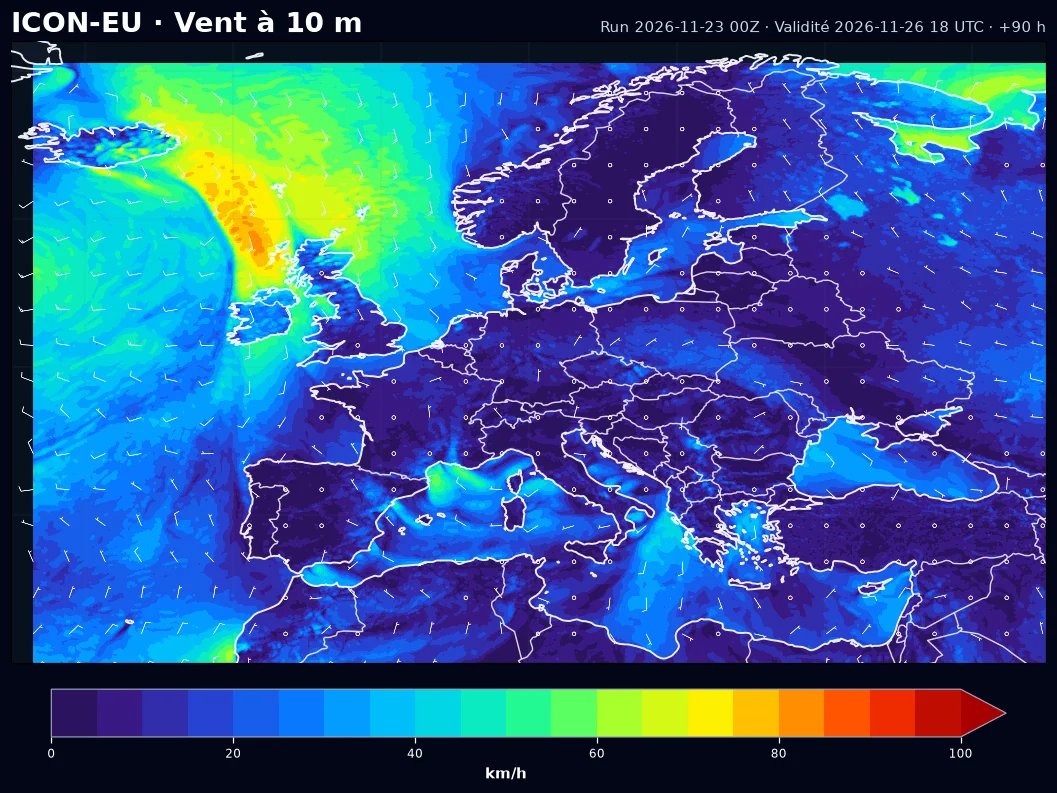 ICON-EU · Vent à 10 m
Run 2026-11-23 00Z · Validité 2026-11-26 18 UTC · +90 h
0 20 40 60 80 100
km/h